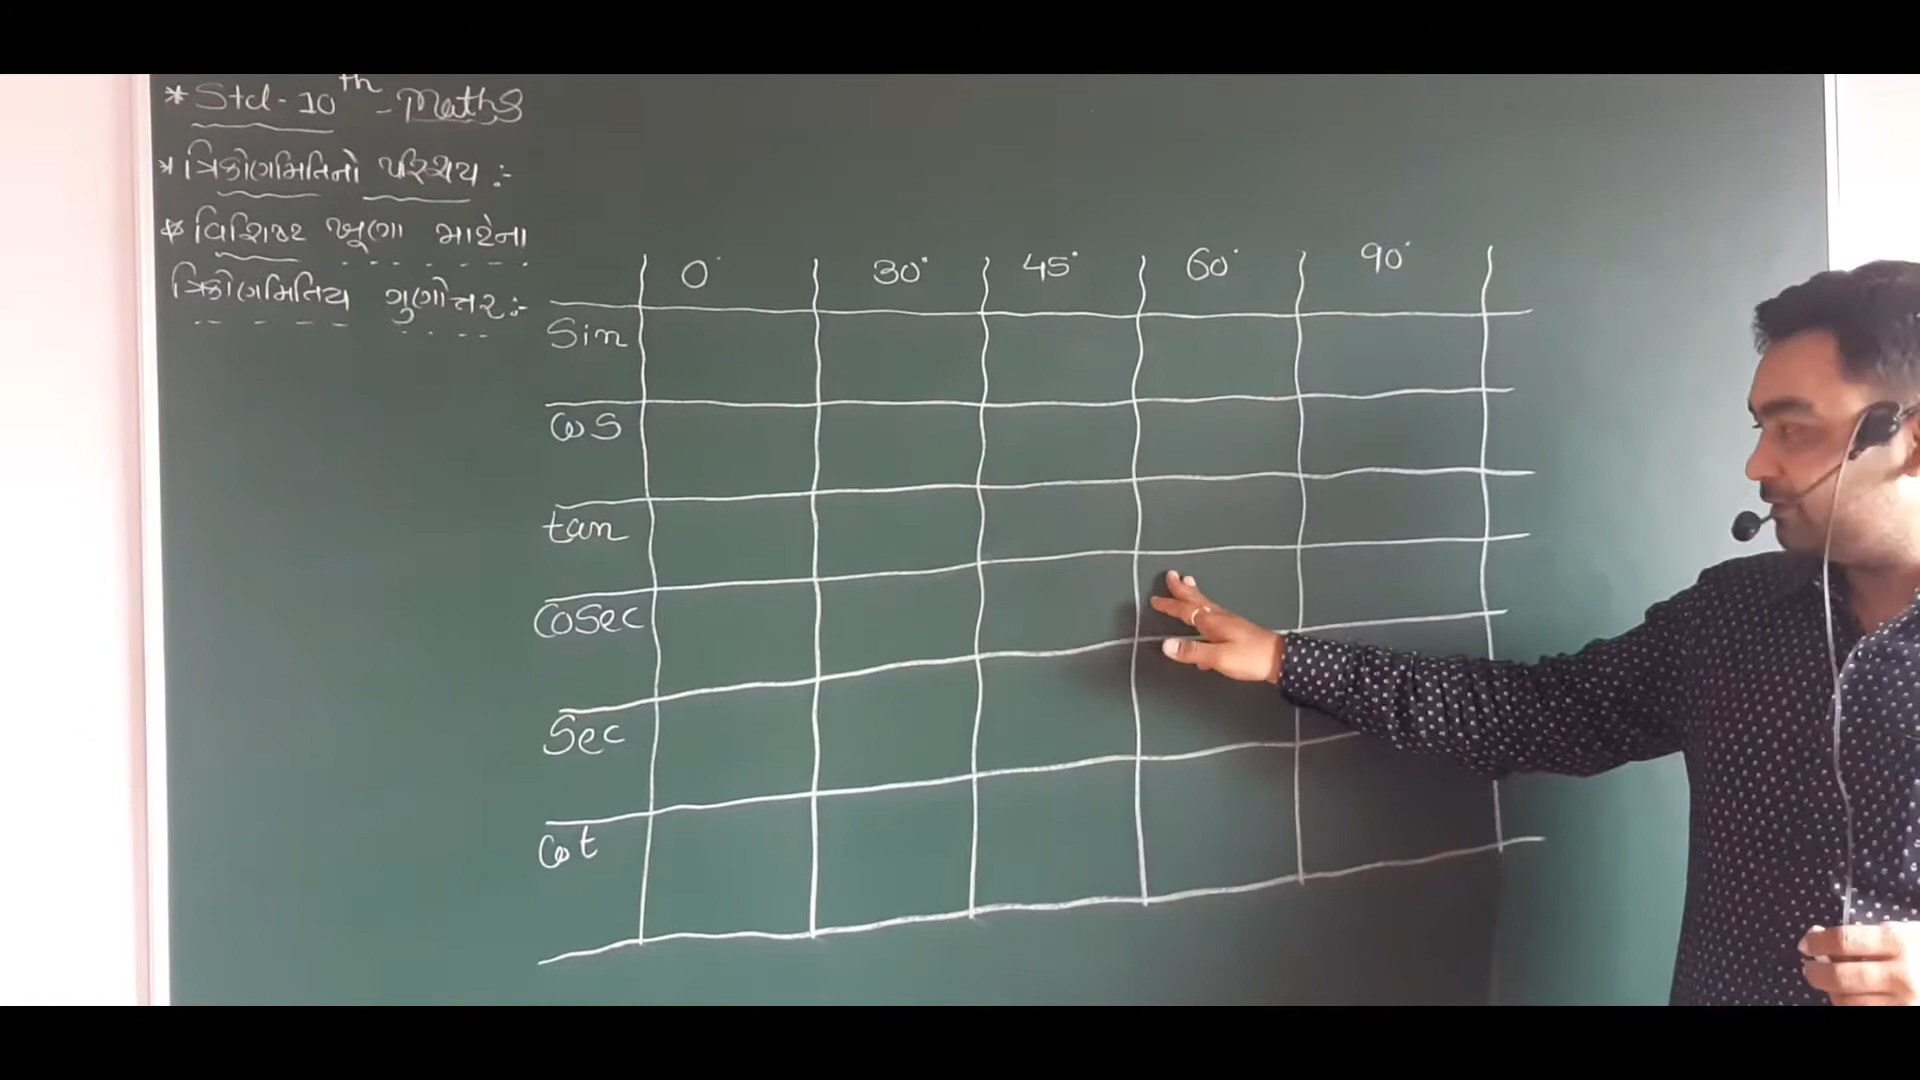 * Std - 10th - Maths
* ત્રિકોણમિતિનો પરિચય :-
* વિશિષ્ટ ખૂણા માટેના
ત્રિકોણમિતિય ગુણોત્તર :-
0° 30° 45° 60° 90°
Sin
Cos
tan
Cosec
Sec
Cot